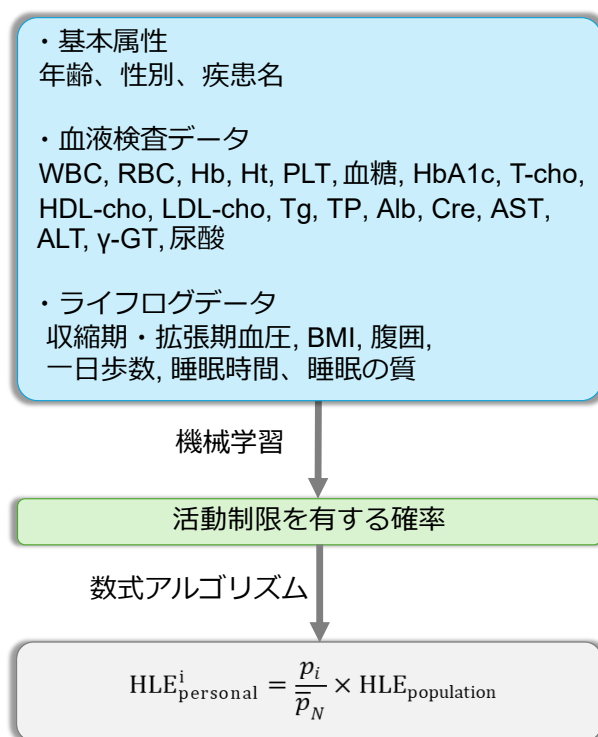 ・基本属性
年齢、性別、疾患名
・血液検査データ
WBC, RBC, Hb, Ht, PLT, 血糖, HbA1c, T-cho,
HDL-cho, LDL-cho, Tg, TP, Alb, Cre, AST,
ALT, γ-GT, 尿酸
・ライフログデータ
収縮期・拡張期血圧, BMI, 腹囲,
一日歩数, 睡眠時間、睡眠の質
機械学習
活動制限を有する確率
数式アルゴリズム
HLE^i_personal = p_i / p̅_N × HLE_population